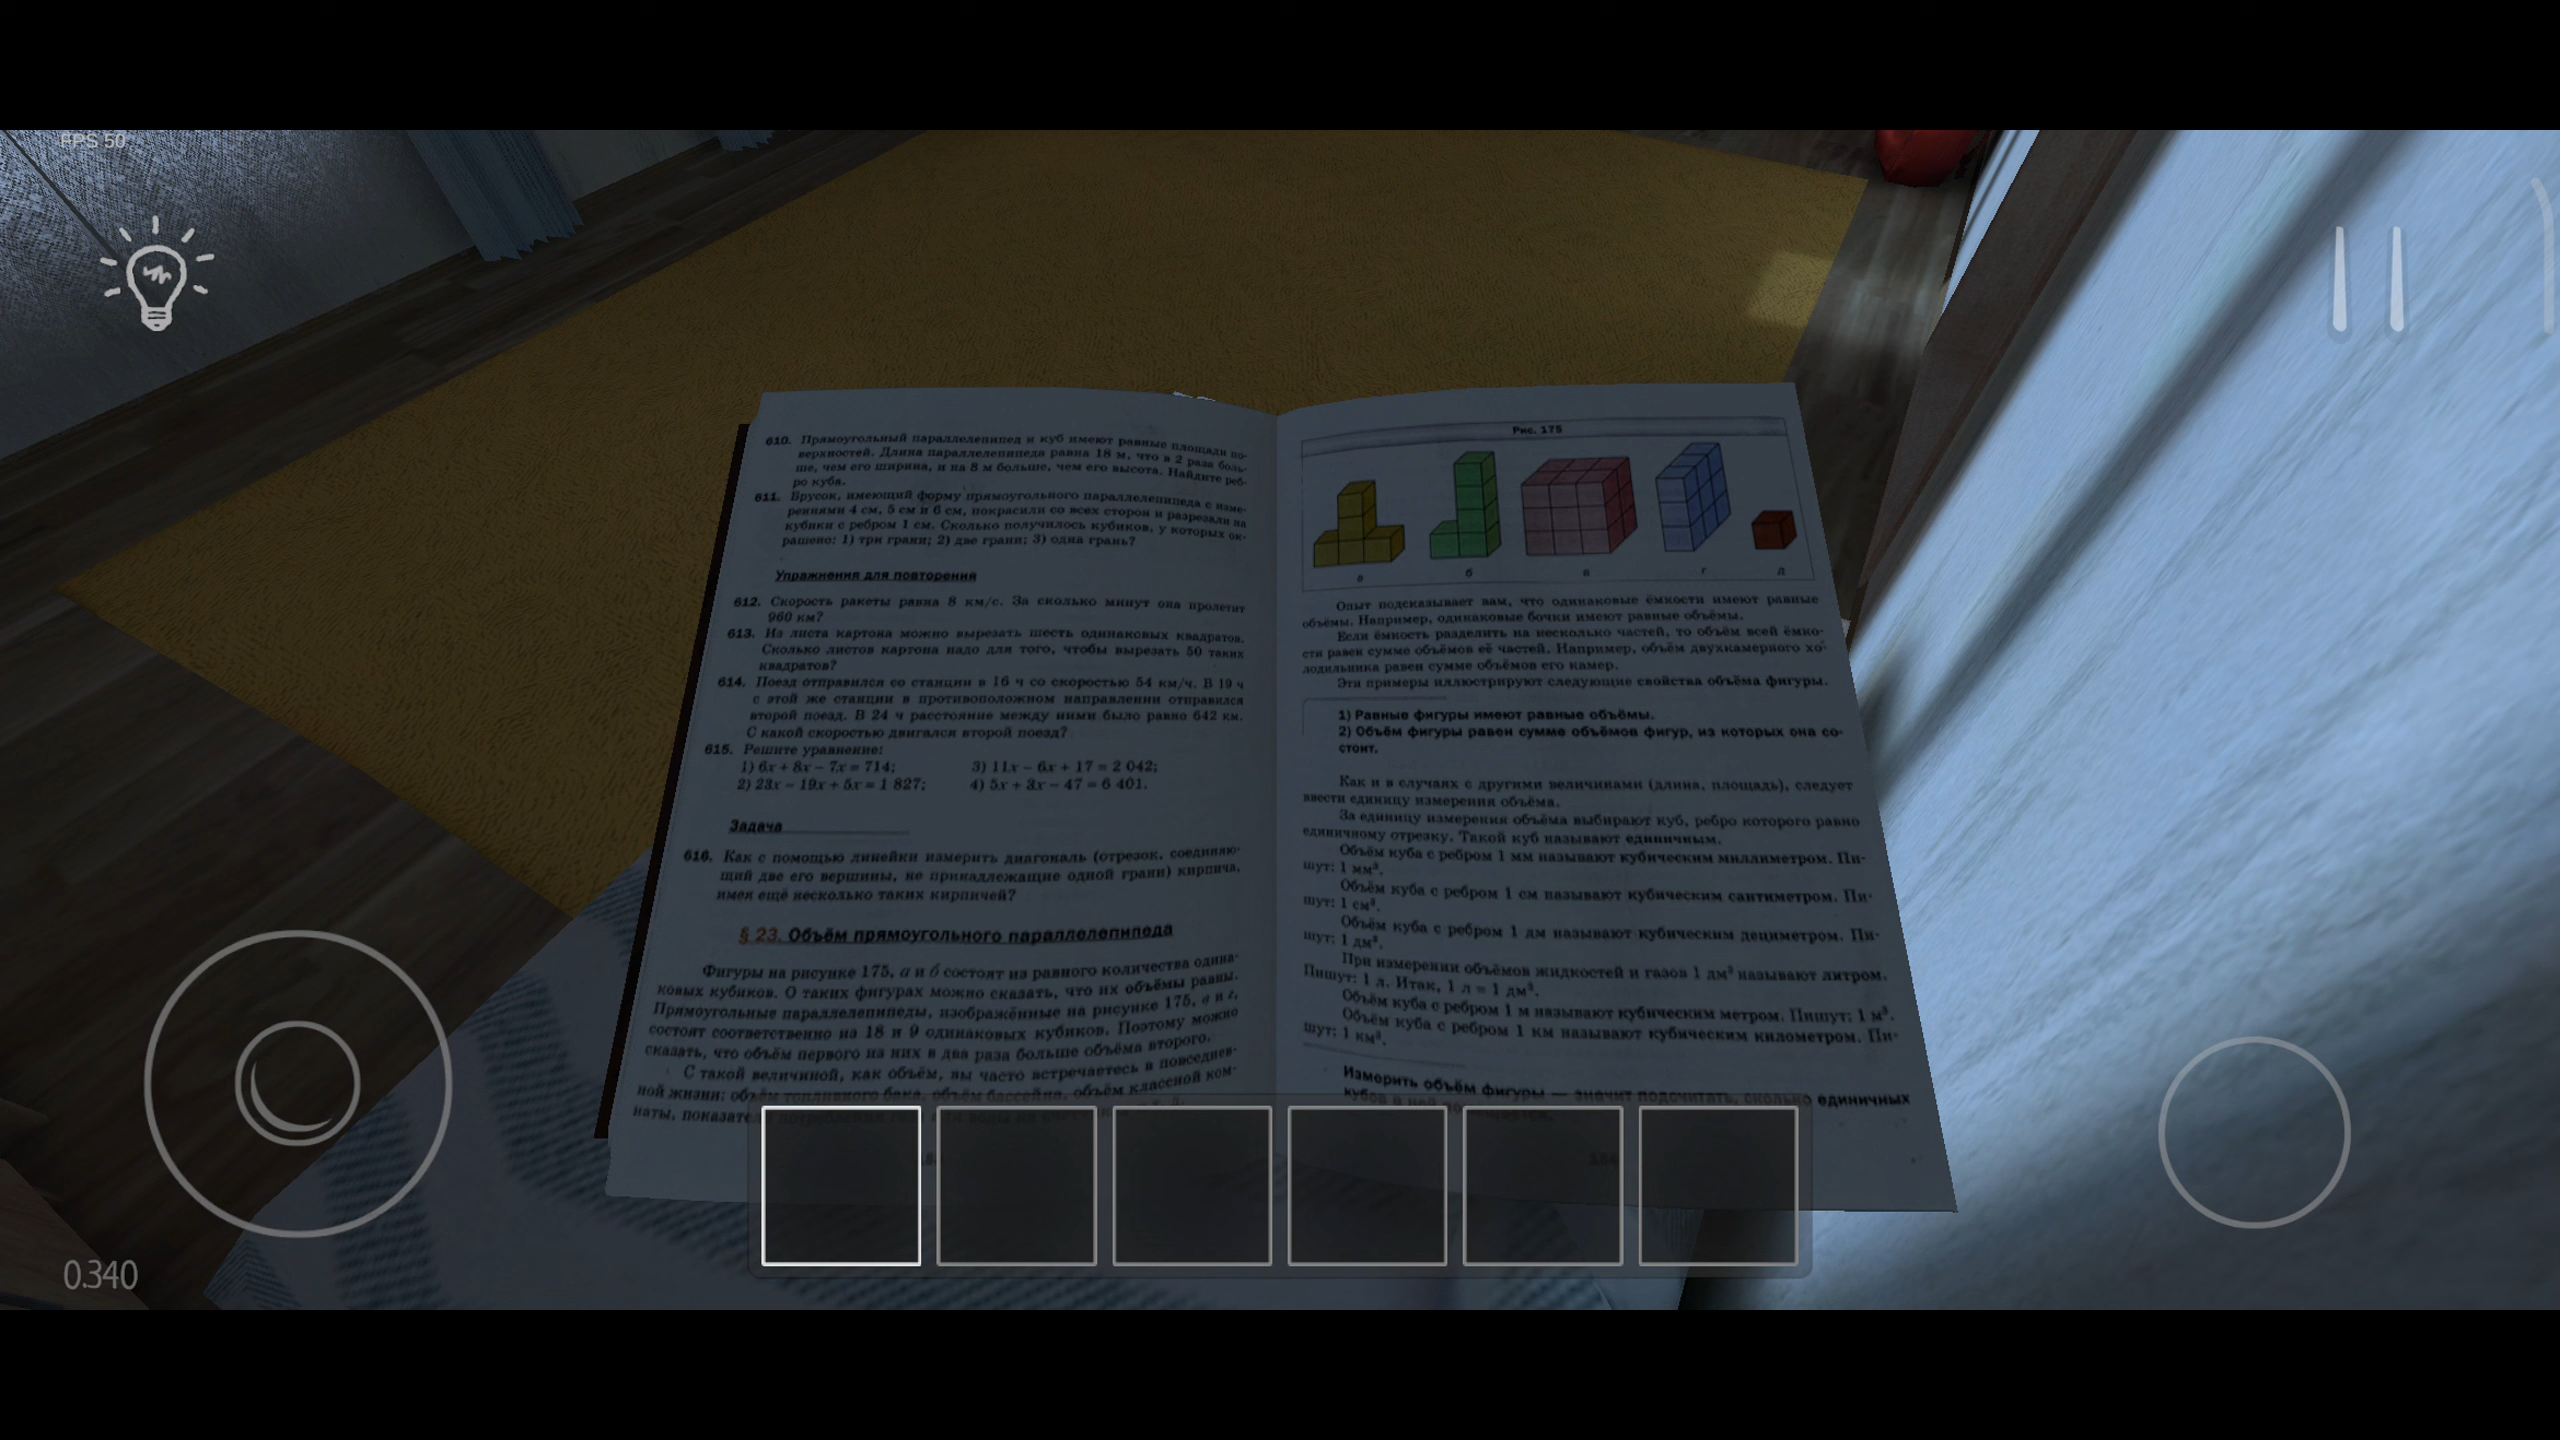 FPS 50
610. Прямоугольный параллелепипед и куб имеют равные площади по-
верхностей. Длина параллелепипеда равна 18 м, что в 2 раза боль-
ше, чем его ширина, и на 8 м больше, чем его высота. Найдите реб-
ро куба.
611. Брусок, имеющий форму прямоугольного параллелепипеда с изме-
рениями 4 см, 5 см и 6 см, покрасили со всех сторон и разрезали на
кубики с ребром 1 см. Сколько получилось кубиков, у которых ок-
рашено: 1) три грани; 2) две грани; 3) одна грань?
Упражнения для повторения
612. Скорость ракеты равна 8 км/с. За сколько минут она пролетит
960 км?
613. Из листа картона можно вырезать шесть одинаковых квадратов.
Сколько листов картона надо для того, чтобы вырезать 50 таких
квадратов?
614. Поезд отправился со станции в 16 ч со скоростью 54 км/ч. В 19 ч
с этой же станции в противоположном направлении отправился
второй поезд. В 24 ч расстояние между ними было равно 642 км.
С какой скоростью двигался второй поезд?
615. Решите уравнение:
1) 6x + 8x − 7x = 714; 3) 11x − 6x + 17 = 2 042;
2) 23x − 19x + 5x = 1 827; 4) 5x + 3x − 47 = 6 401.
Задача
616. Как с помощью линейки измерить диагональ (отрезок, соединяю-
щий две его вершины, не принадлежащие одной грани) кирпича,
имея ещё несколько таких кирпичей?
§ 23. Объём прямоугольного параллелепипеда
Фигуры на рисунке 175, а и б состоят из равного количества одина-
ковых кубиков. О таких фигурах можно сказать, что их объёмы равны.
Прямоугольные параллелепипеды, изображённые на рисунке 175, в и г,
состоят соответственно из 18 и 9 одинаковых кубиков. Поэтому можно
сказать, что объём первого из них в два раза больше объёма второго.
С такой величиной, как объём, вы часто встречаетесь в повседнев-
ной жизни: объём топливного бака, объём бассейна, объём классной ком-
наты, показатели
Рис. 175
а б в г д
Опыт подсказывает вам, что одинаковые ёмкости имеют равные
объёмы. Например, одинаковые бочки имеют равные объёмы.
Если ёмкость разделить на несколько частей, то объём всей ёмко-
сти равен сумме объёмов её частей. Например, объём двухкамерного хо-
лодильника равен сумме объёмов его камер.
Эти примеры иллюстрируют следующие свойства объёма фигуры.
1) Равные фигуры имеют равные объёмы.
2) Объём фигуры равен сумме объёмов фигур, из которых она со-
стоит.
Как и в случаях с другими величинами (длина, площадь), следует
ввести единицу измерения объёма.
За единицу измерения объёма выбирают куб, ребро которого равно
единичному отрезку. Такой куб называют единичным.
Объём куба с ребром 1 мм называют кубическим миллиметром. Пи-
шут: 1 мм³.
Объём куба с ребром 1 см называют кубическим сантиметром. Пи-
шут: 1 см³.
Объём куба с ребром 1 дм называют кубическим дециметром. Пи-
шут: 1 дм³.
При измерении объёмов жидкостей и газов 1 дм³ называют литром.
Пишут: 1 л. Итак, 1 л = 1 дм³.
Объём куба с ребром 1 м называют кубическим метром. Пишут: 1 м³.
Объём куба с ребром 1 км называют кубическим километром. Пи-
шут: 1 км³.
Измерить объём фигуры — значит подсчитать, сколько единичных
кубов в ней
0.340